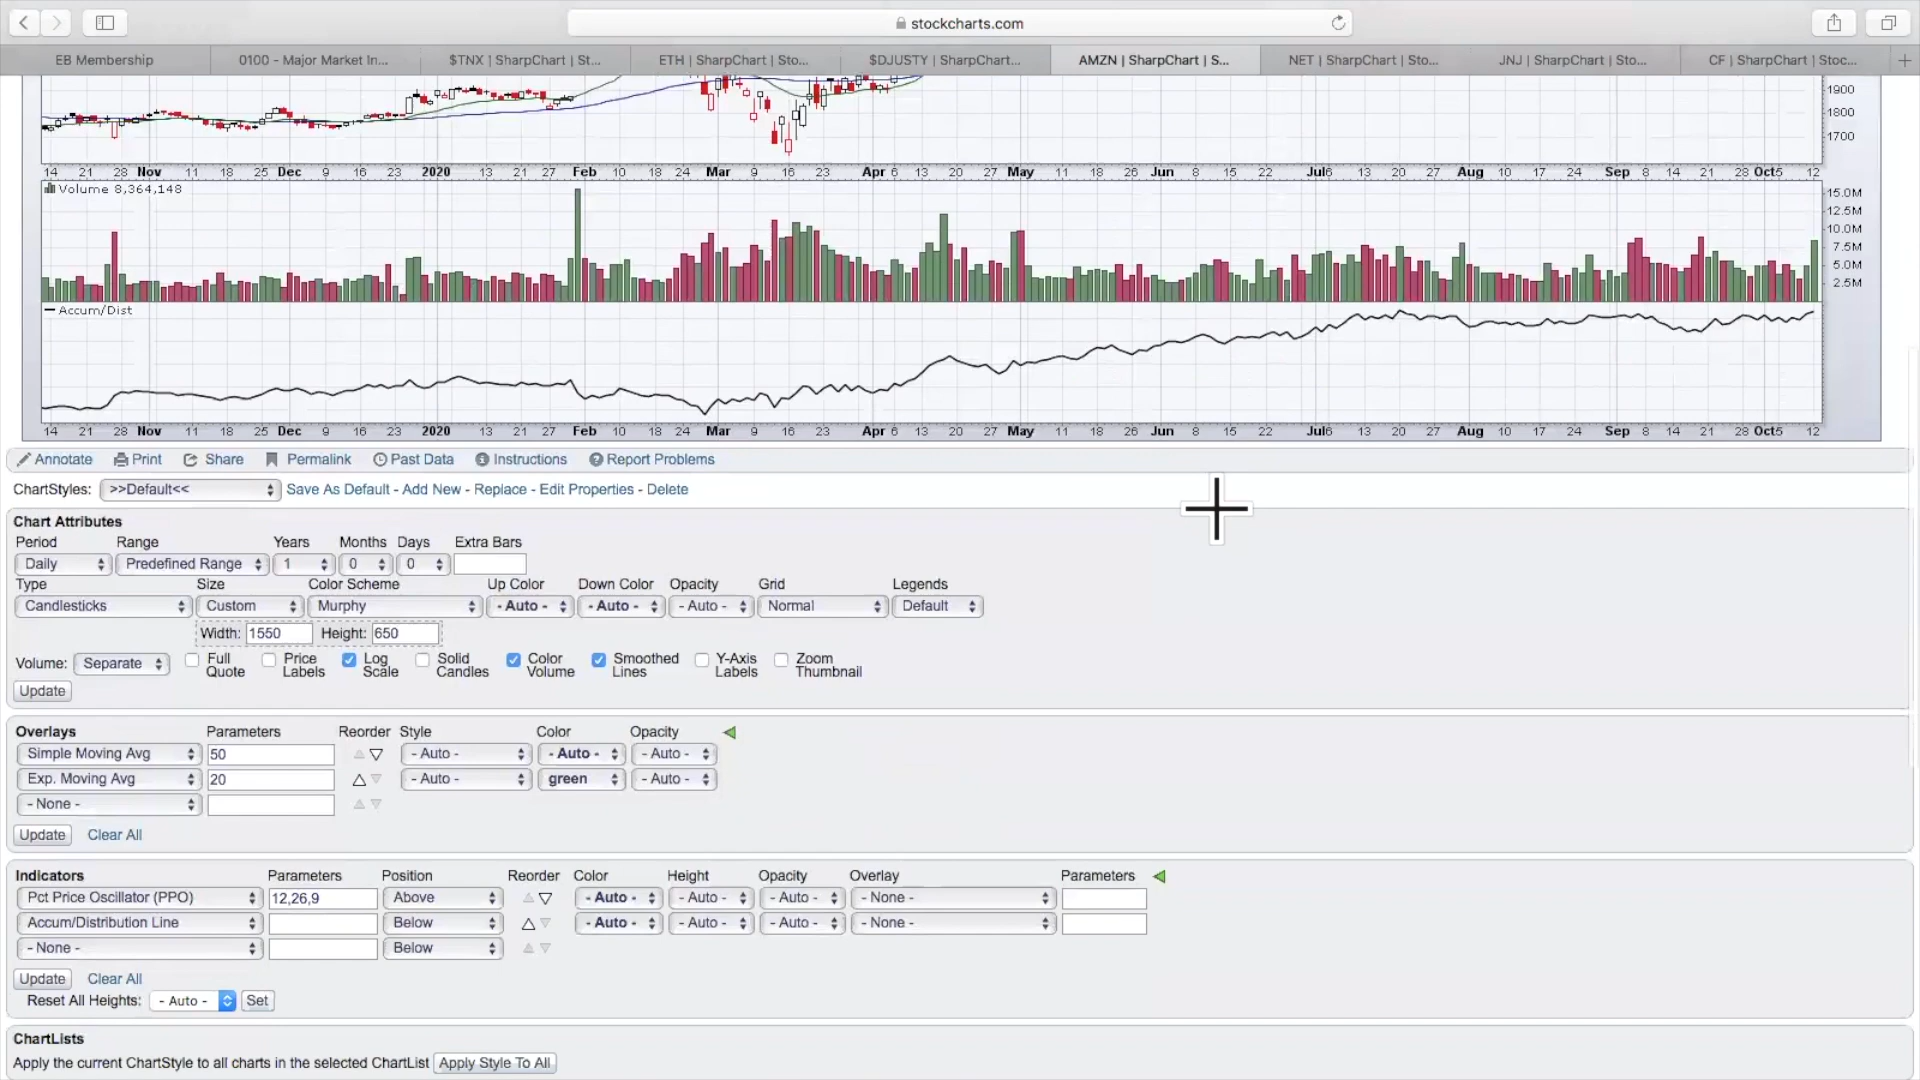 stockcharts.com
EB Membership
0100 - Major Market In...
$TNX | SharpChart | St...
ETH | SharpChart | Sto...
$DJUSTY | SharpChart...
AMZN | SharpChart | S...
NET | SharpChart | Sto...
JNJ | SharpChart | Sto...
CF | SharpChart | Stoc...
1900
1800
1700
14 21 28 Nov 11 18 25 Dec 9 16 23 2020 13 21 27 Feb 10 18 24 Mar 9 16 23 Apr 6 13 20 27 May 11 18 26 Jun 8 15 22 Jul6 13 20 27 Aug 10 17 24 Sep 8 14 21 28 Oct5 12
Volume 8,364,148
15.0M
12.5M
10.0M
7.5M
5.0M
2.5M
Accum/Dist
14 21 28 Nov 11 18 25 Dec 9 16 23 2020 13 21 27 Feb 10 18 24 Mar 9 16 23 Apr 6 13 20 27 May 11 18 26 Jun 8 15 22 Jul6 13 20 27 Aug 10 17 24 Sep 8 14 21 28 Oct5 12
Annotate Print Share Permalink Past Data Instructions Report Problems
ChartStyles: >>Default<< Save As Default - Add New - Replace - Edit Properties - Delete
Chart Attributes
Period Range Years Months Days Extra Bars
Daily Predefined Range 1 0 0
Type Size Color Scheme Up Color Down Color Opacity Grid Legends
Candlesticks Custom Murphy - Auto - - Auto - - Auto - Normal Default
Width: 1550 Height: 650
Volume: Separate Full Quote Price Labels Log Scale Solid Candles Color Volume Smoothed Lines Y-Axis Labels Zoom Thumbnail
Update
Overlays Parameters Reorder Style Color Opacity
Simple Moving Avg 50 - Auto - - Auto - - Auto -
Exp. Moving Avg 20 - Auto - green - Auto -
- None -
Update Clear All
Indicators Parameters Position Reorder Color Height Opacity Overlay Parameters
Pct Price Oscillator (PPO) 12,26,9 Above - Auto - - Auto - - Auto - - None -
Accum/Distribution Line Below - Auto - - Auto - - Auto - - None -
- None - Below
Update Clear All
Reset All Heights: - Auto - Set
ChartLists
Apply the current ChartStyle to all charts in the selected ChartList Apply Style To All